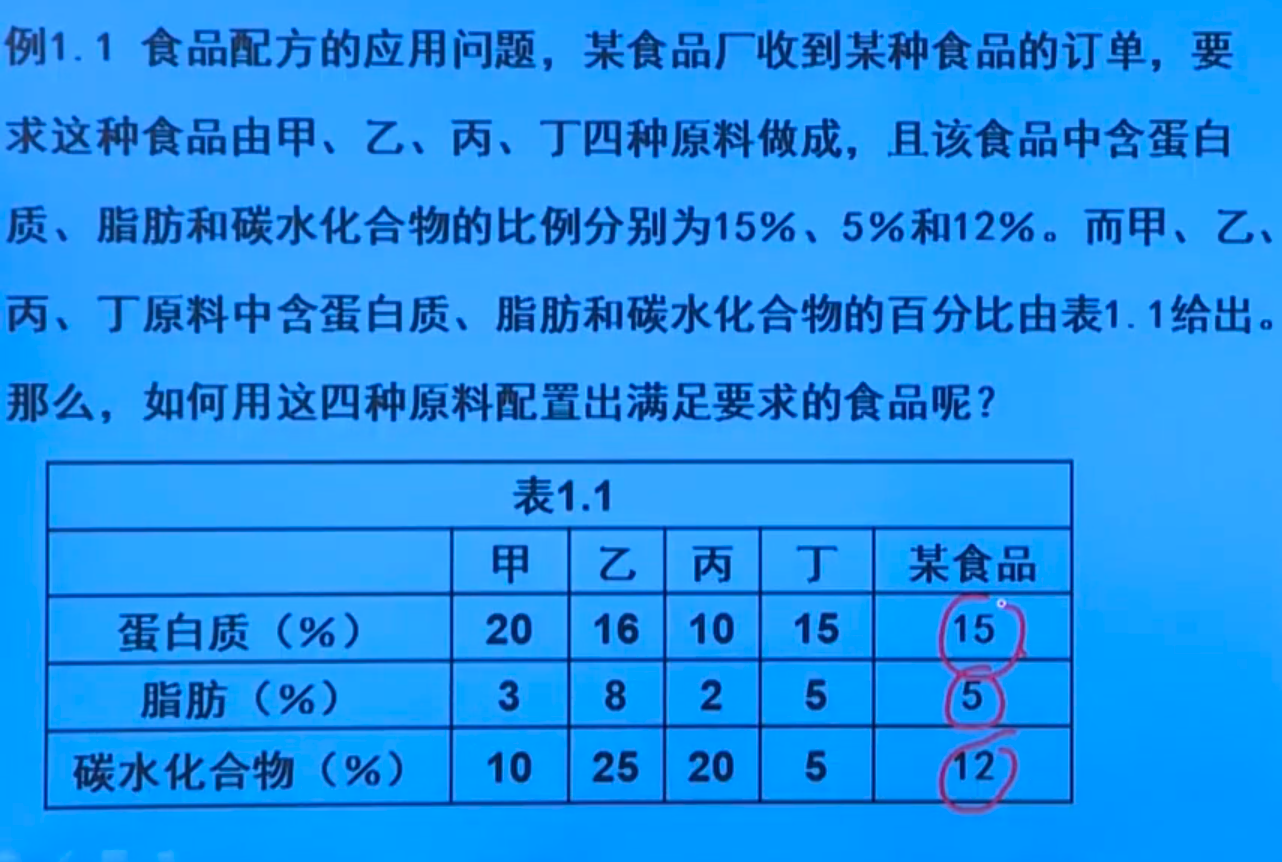 例1.1 食品配方的应用问题，某食品厂收到某种食品的订单，要
求这种食品由甲、乙、丙、丁四种原料做成，且该食品中含蛋白
质、脂肪和碳水化合物的比例分别为15%、5%和12%。而甲、乙、
丙、丁原料中含蛋白质、脂肪和碳水化合物的百分比由表1.1给出。
那么，如何用这四种原料配置出满足要求的食品呢？
表1.1
甲 乙 丙 丁 某食品
蛋白质（%） 20 16 10 15 15
脂肪（%） 3 8 2 5 5
碳水化合物（%） 10 25 20 5 12